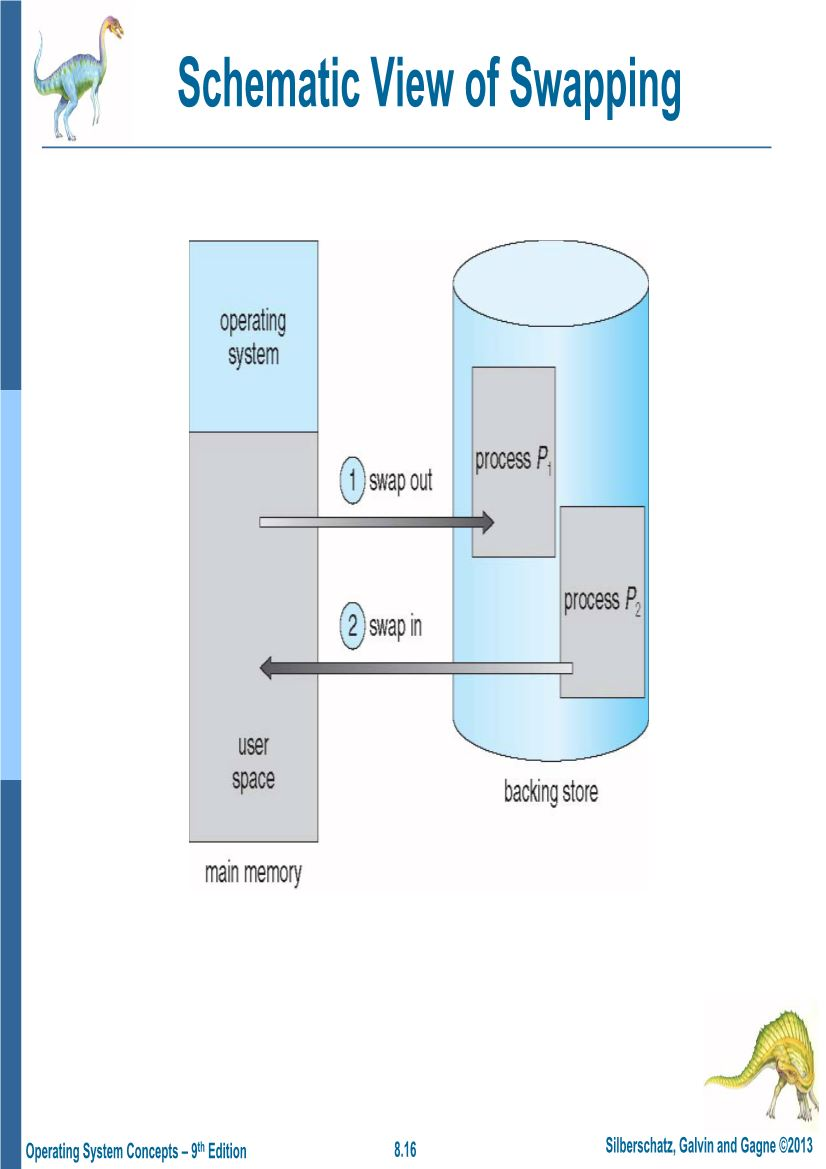 Schematic View of Swapping
operating
system
1 swap out
process P1
2 swap in
process P2
user
space
backing store
main memory
Operating System Concepts – 9th Edition
8.16
Silberschatz, Galvin and Gagne ©2013